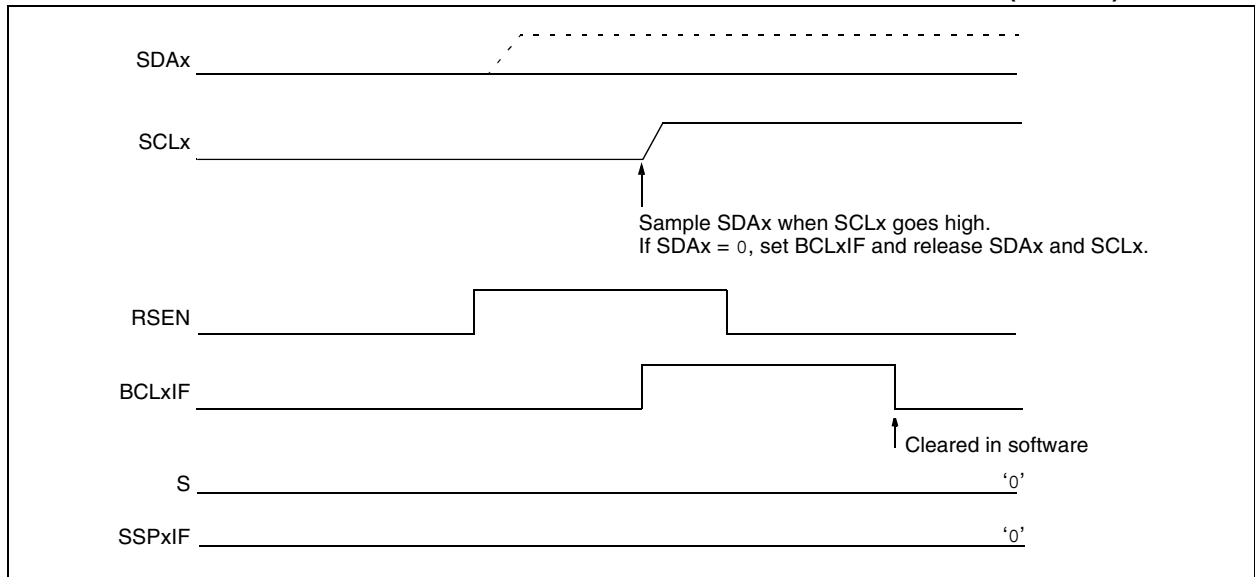 SDAx
SCLx
Sample SDAx when SCLx goes high.
If SDAx = 0, set BCLxIF and release SDAx and SCLx.
RSEN
BCLxIF
Cleared in software
S
‘0’
SSPxIF
‘0’